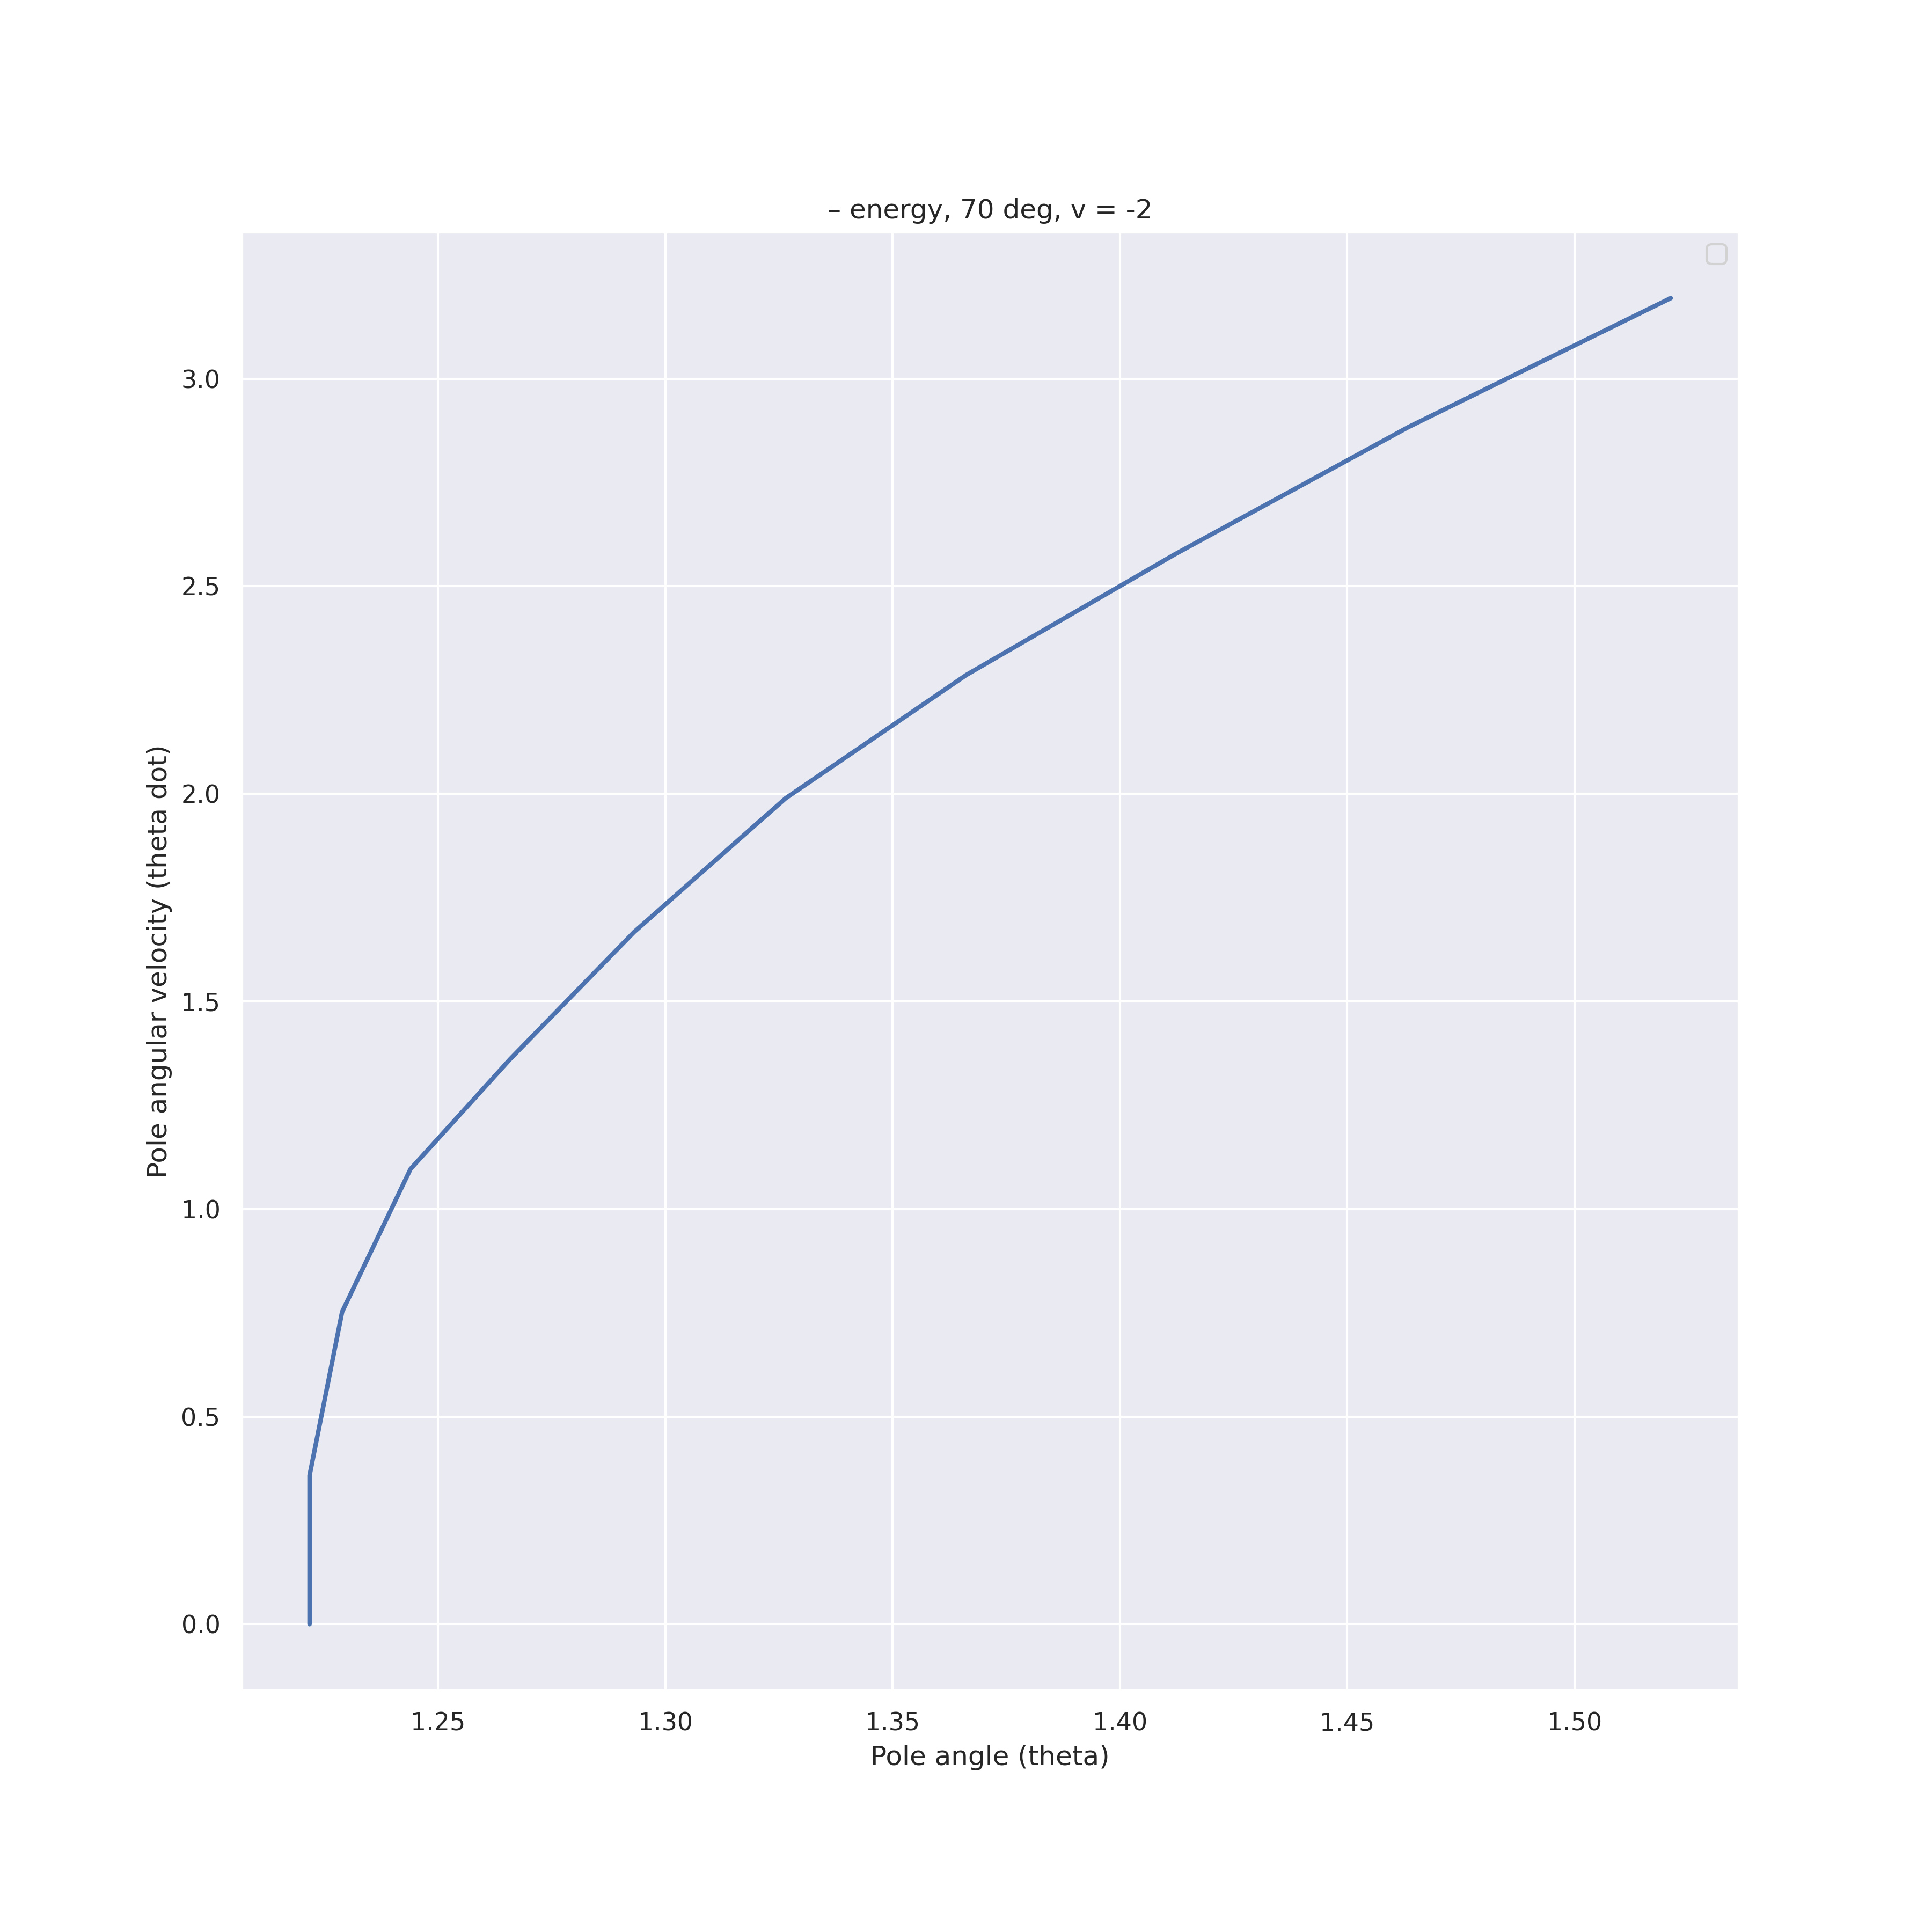 – energy, 70 deg, v = -2
Pole angular velocity (theta dot)
3.0
2.5
2.0
1.5
1.0
0.5
0.0
1.25 1.30 1.35 1.40 1.45 1.50
Pole angle (theta)